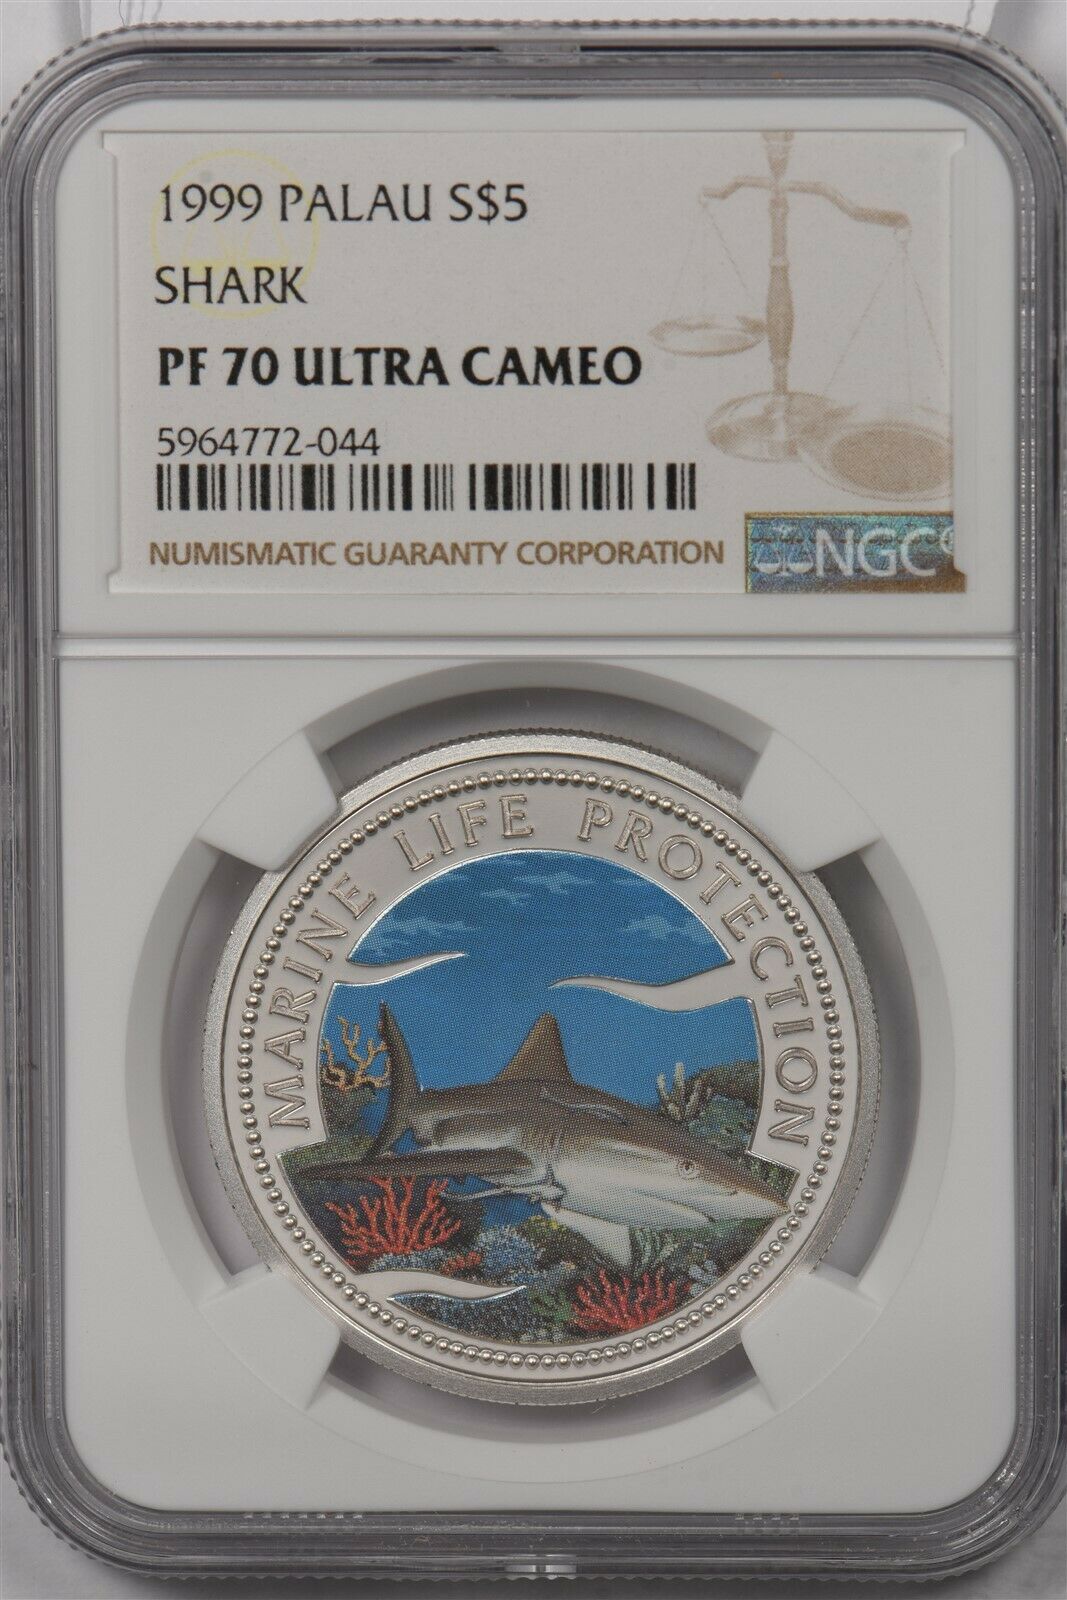 1999 PALAU S$5
SHARK
PF 70 ULTRA CAMEO
5964772-044
NUMISMATIC GUARANTY CORPORATION
NGC
MARINE LIFE PROTECTION